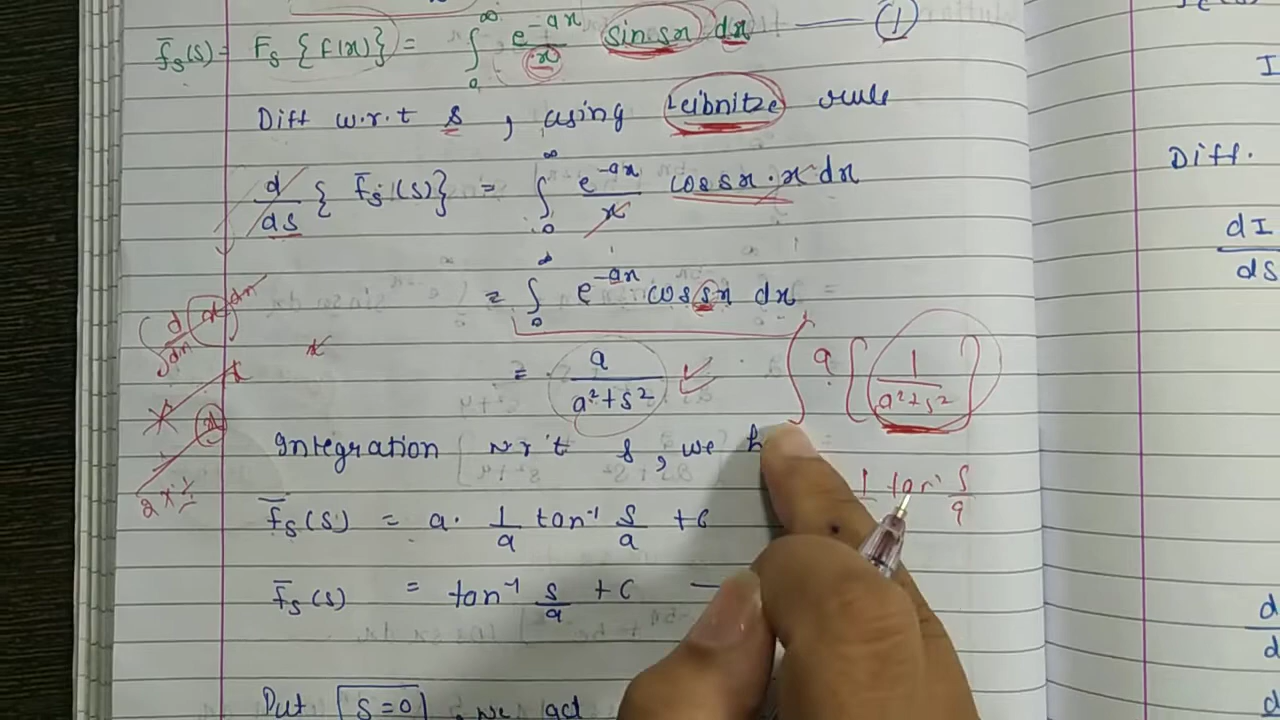 f̄s(s) = Fs {f(x)} = ∫₀^∞ e^(-ax)/x sin sx dx —— ①
Diff w.r.t s, using Leibnitze rule
d/ds { f̄s(s)} = ∫₀^∞ e^(-ax)/x cos sx · x dx
= ∫₀^∞ e^(-ax) cos sx dx
= a/(a²+s²) ∫ a { 1/(a²+s²) }
Integration w r t s, we
f̄s(s) = a · 1/a tan⁻¹ s/a + c
1/a tan⁻¹ s/a
f̄s(s) = tan⁻¹ s/a + c —
Put s=0, we
I
Diff.
dI/ds